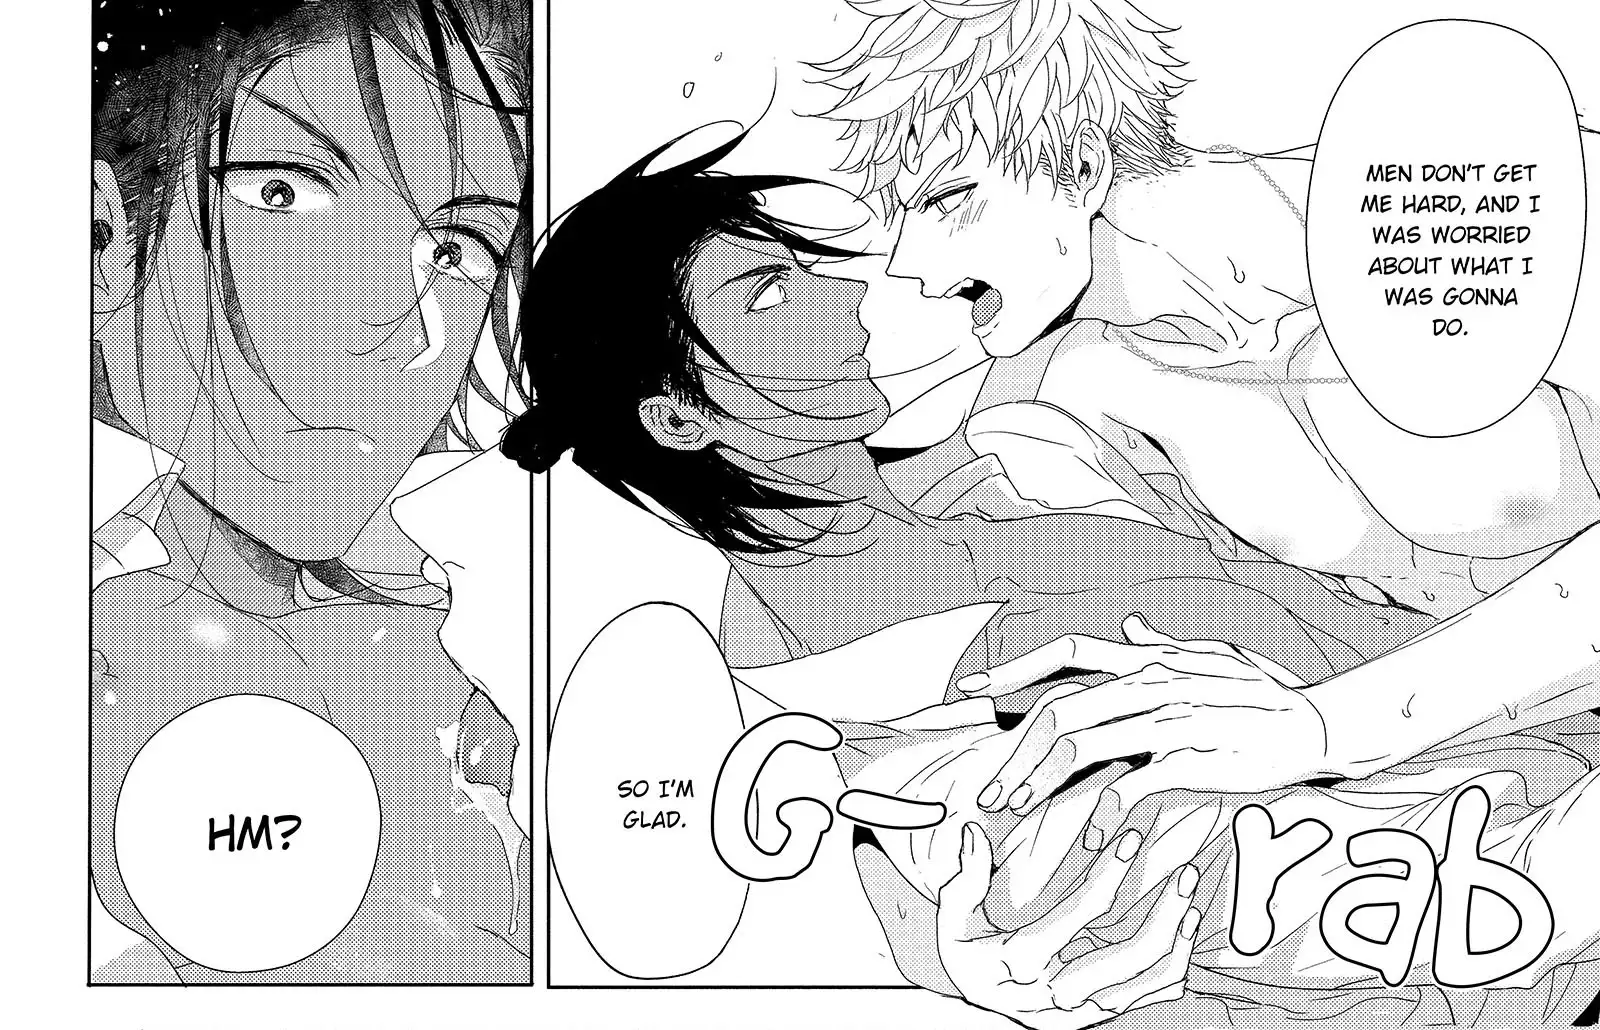 MEN DON'T GET
ME HARD, AND I
WAS WORRIED
ABOUT WHAT I
WAS GONNA
DO.
SO I'M
GLAD.
G-rab
HM?